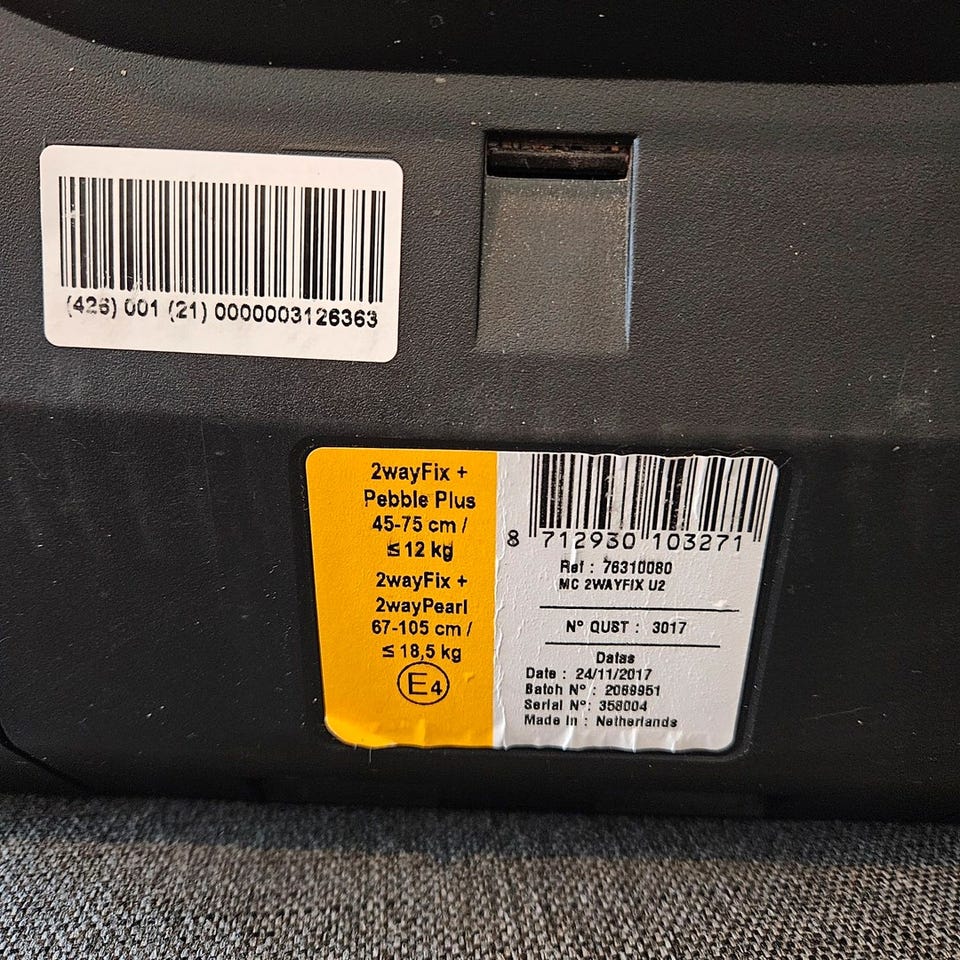 (426) 001 (21) 0000003126363
2wayFix +
Pebble Plus
45-75 cm /
≤ 12 kg
2wayFix +
2wayPearl
67-105 cm /
≤ 18,5 kg
E4
8 712930 103271
Ref : 76310080
MC 2WAYFIX U2
N° QUST : 3017
Datas
Date : 24/11/2017
Batch N° : 2069951
Serial N° : 358004
Made In : Netherlands